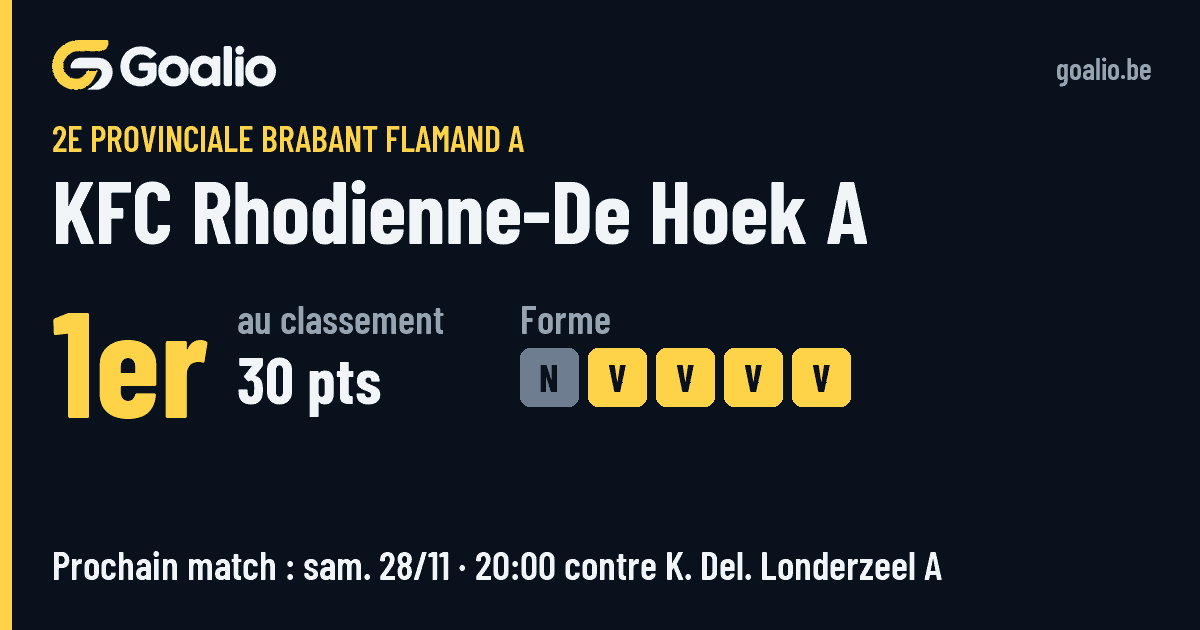 Goalio
goalio.be
2E PROVINCIALE BRABANT FLAMAND A
KFC Rhodienne-De Hoek A
1er
au classement
30 pts
Forme
N V V V V
Prochain match : sam. 28/11 · 20:00 contre K. Del. Londerzeel A